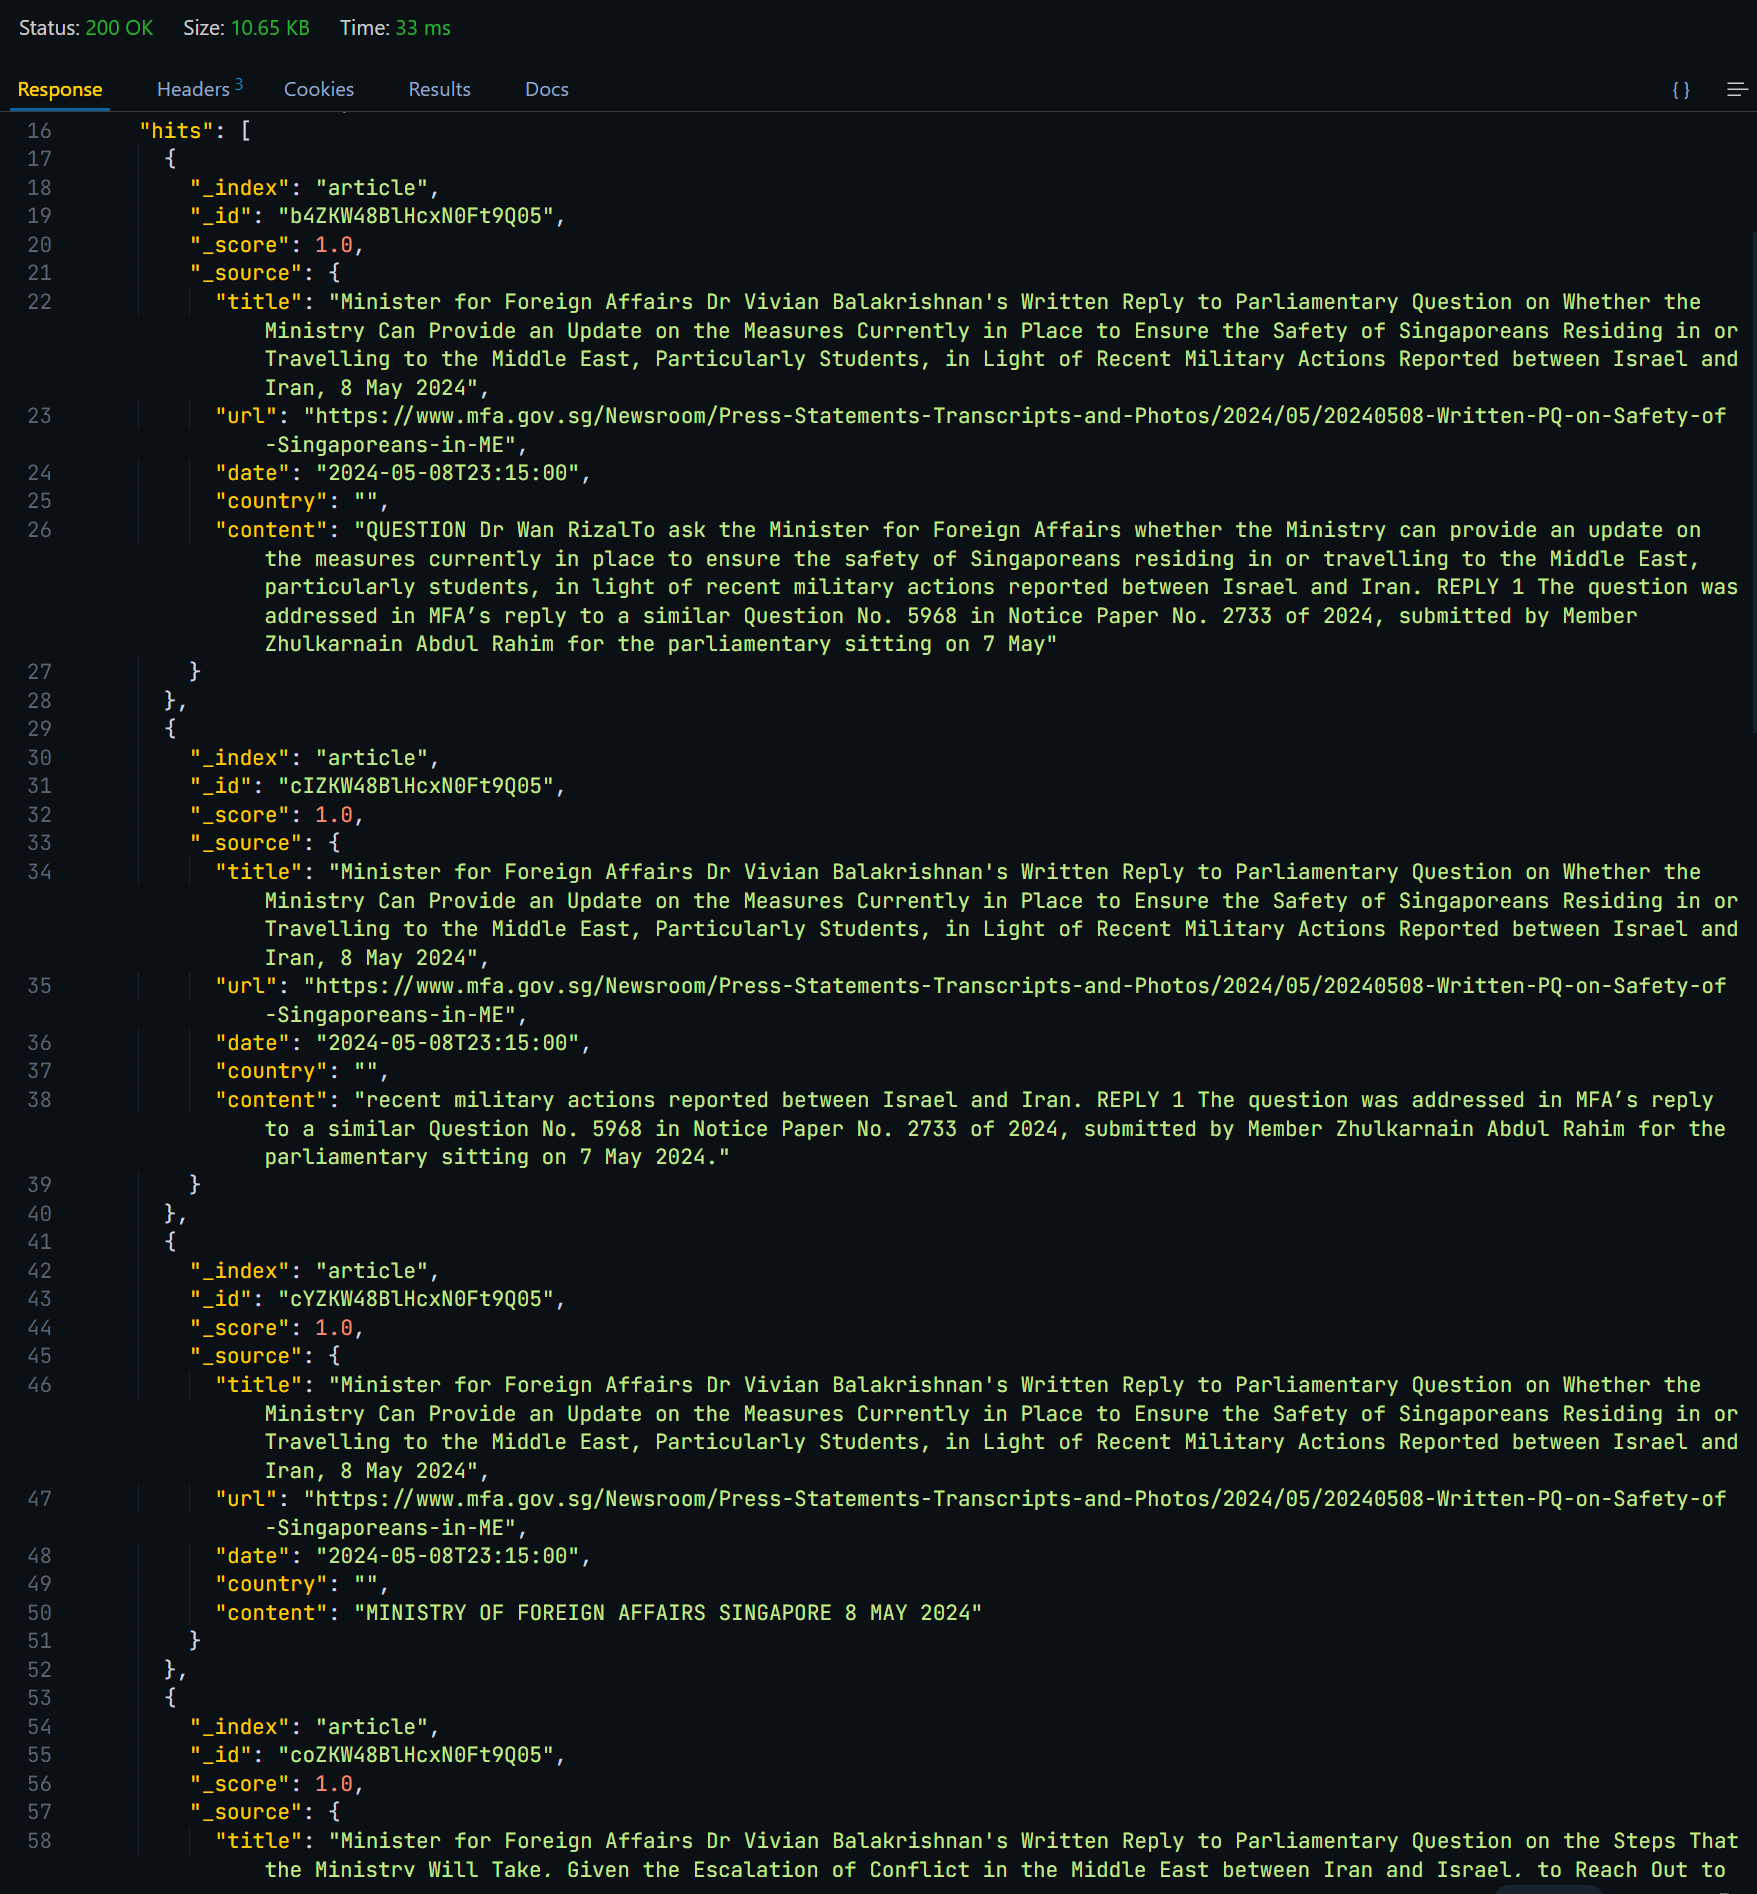 Status: 200 OK Size: 10.65 KB Time: 33 ms
Response Headers 3 Cookies Results Docs { }
16 "hits": [
17 {
18 "_index": "article",
19 "_id": "b4ZKW48BlHcxN0Ft9Q05",
20 "_score": 1.0,
21 "_source": {
22 "title": "Minister for Foreign Affairs Dr Vivian Balakrishnan's Written Reply to Parliamentary Question on Whether the
Ministry Can Provide an Update on the Measures Currently in Place to Ensure the Safety of Singaporeans Residing in or
Travelling to the Middle East, Particularly Students, in Light of Recent Military Actions Reported between Israel and
Iran, 8 May 2024",
23 "url": "https://www.mfa.gov.sg/Newsroom/Press-Statements-Transcripts-and-Photos/2024/05/20240508-Written-PQ-on-Safety-of
-Singaporeans-in-ME",
24 "date": "2024-05-08T23:15:00",
25 "country": "",
26 "content": "QUESTION Dr Wan RizalTo ask the Minister for Foreign Affairs whether the Ministry can provide an update on
the measures currently in place to ensure the safety of Singaporeans residing in or travelling to the Middle East,
particularly students, in light of recent military actions reported between Israel and Iran. REPLY 1 The question was
addressed in MFA’s reply to a similar Question No. 5968 in Notice Paper No. 2733 of 2024, submitted by Member
Zhulkarnain Abdul Rahim for the parliamentary sitting on 7 May"
27 }
28 },
29 {
30 "_index": "article",
31 "_id": "cIZKW48BlHcxN0Ft9Q05",
32 "_score": 1.0,
33 "_source": {
34 "title": "Minister for Foreign Affairs Dr Vivian Balakrishnan's Written Reply to Parliamentary Question on Whether the
Ministry Can Provide an Update on the Measures Currently in Place to Ensure the Safety of Singaporeans Residing in or
Travelling to the Middle East, Particularly Students, in Light of Recent Military Actions Reported between Israel and
Iran, 8 May 2024",
35 "url": "https://www.mfa.gov.sg/Newsroom/Press-Statements-Transcripts-and-Photos/2024/05/20240508-Written-PQ-on-Safety-of
-Singaporeans-in-ME",
36 "date": "2024-05-08T23:15:00",
37 "country": "",
38 "content": "recent military actions reported between Israel and Iran. REPLY 1 The question was addressed in MFA’s reply
to a similar Question No. 5968 in Notice Paper No. 2733 of 2024, submitted by Member Zhulkarnain Abdul Rahim for the
parliamentary sitting on 7 May 2024."
39 }
40 },
41 {
42 "_index": "article",
43 "_id": "cYZKW48BlHcxN0Ft9Q05",
44 "_score": 1.0,
45 "_source": {
46 "title": "Minister for Foreign Affairs Dr Vivian Balakrishnan's Written Reply to Parliamentary Question on Whether the
Ministry Can Provide an Update on the Measures Currently in Place to Ensure the Safety of Singaporeans Residing in or
Travelling to the Middle East, Particularly Students, in Light of Recent Military Actions Reported between Israel and
Iran, 8 May 2024",
47 "url": "https://www.mfa.gov.sg/Newsroom/Press-Statements-Transcripts-and-Photos/2024/05/20240508-Written-PQ-on-Safety-of
-Singaporeans-in-ME",
48 "date": "2024-05-08T23:15:00",
49 "country": "",
50 "content": "MINISTRY OF FOREIGN AFFAIRS SINGAPORE 8 MAY 2024"
51 }
52 },
53 {
54 "_index": "article",
55 "_id": "coZKW48BlHcxN0Ft9Q05",
56 "_score": 1.0,
57 "_source": {
58 "title": "Minister for Foreign Affairs Dr Vivian Balakrishnan's Written Reply to Parliamentary Question on the Steps That
the Ministry Will Take, Given the Escalation of Conflict in the Middle East between Iran and Israel, to Reach Out to